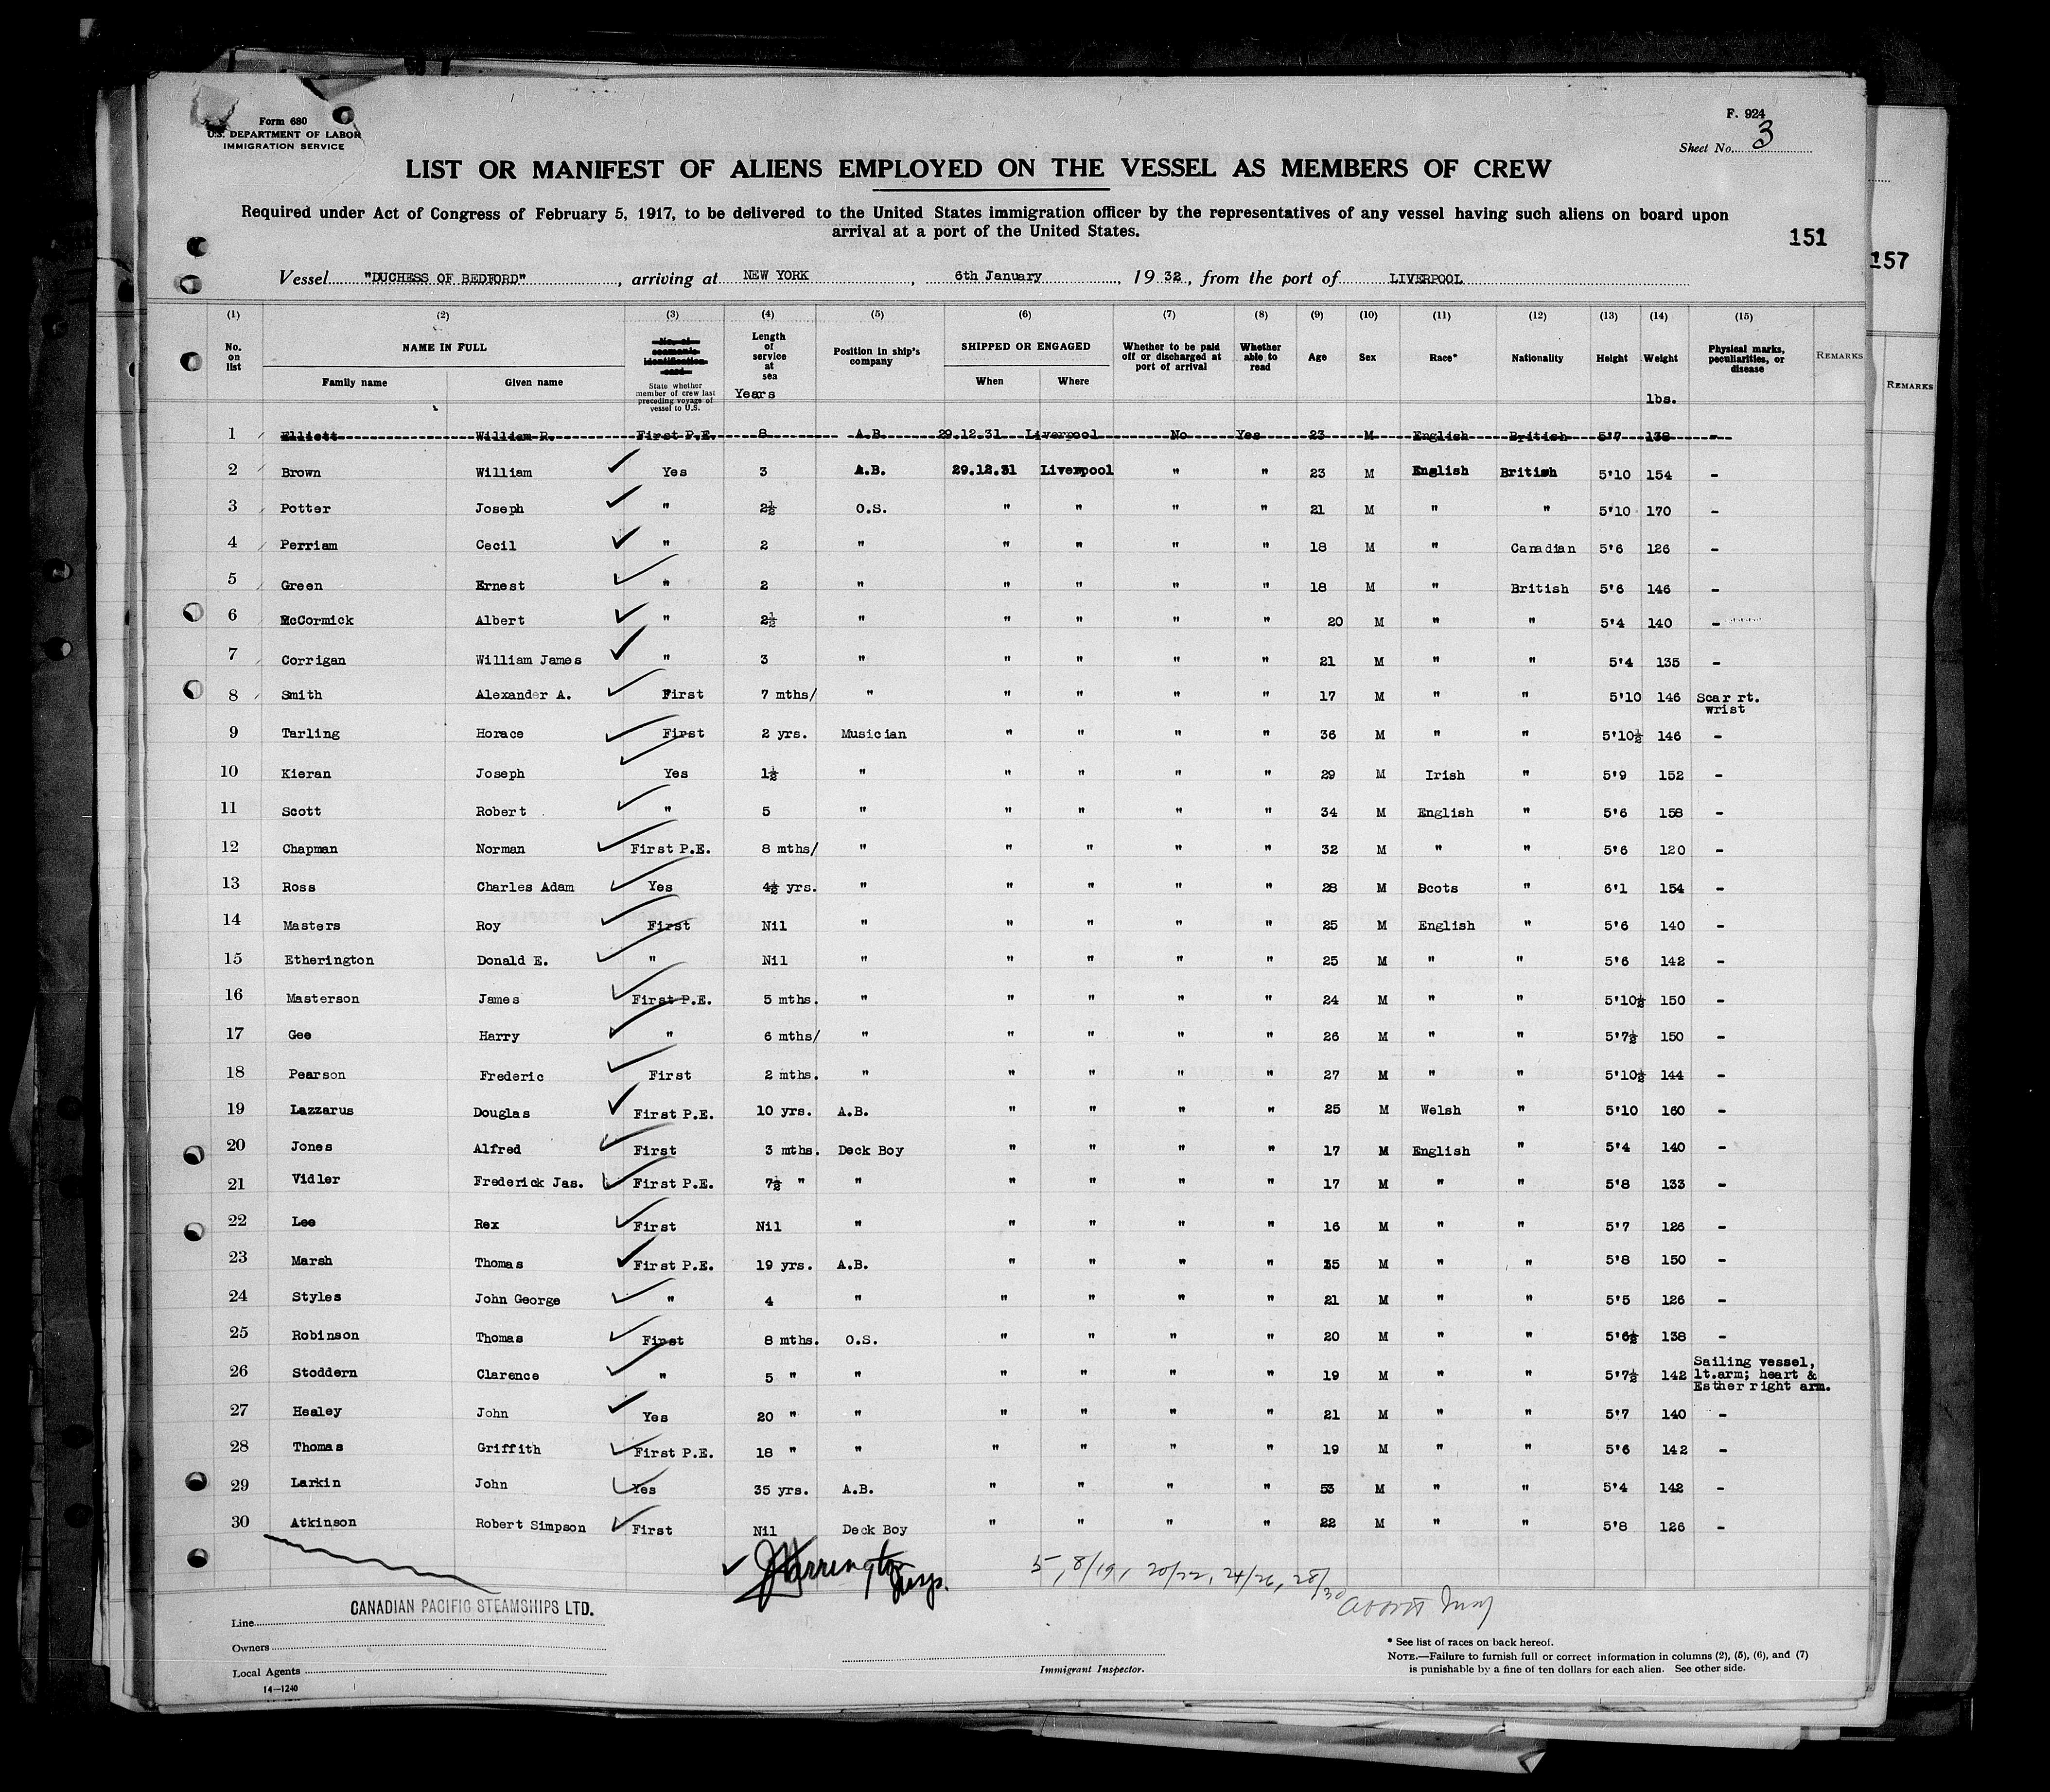 Form 680
U.S. DEPARTMENT OF LABOR
IMMIGRATION SERVICE
F. 924
Sheet No. 3
LIST OR MANIFEST OF ALIENS EMPLOYED ON THE VESSEL AS MEMBERS OF CREW
Required under Act of Congress of February 5, 1917, to be delivered to the United States immigration officer by the representatives of any vessel having such aliens on board upon
arrival at a port of the United States.
151
157
Vessel "DUCHESS OF BEDFORD", arriving at NEW YORK, 6th January, 1932, from the port of LIVERPOOL
(1) (2) (3) (4) (5) (6) (7) (8) (9) (10) (11) (12) (13) (14) (15)
No. on list
NAME IN FULL
Family name
Given name
No. of seaman's identification card
State whether member of crew last preceding voyage of vessel to U.S.
Length of service at sea
Years
Position in ship's company
SHIPPED OR ENGAGED
When
Where
Whether to be paid off or discharged at port of arrival
Whether able to read
Age
Sex
Race*
Nationality
Height
Weight
lbs.
Physical marks, peculiarities, or disease
REMARKS
REMARKS
1 Elliott William R. First P.E. 8 A.B. 29.12.31 Liverpool No Yes 23 M English British 5'7 138 -
2 Brown William Yes 3 A.B. 29.12.31 Liverpool " " 23 M English British 5'10 154 -
3 Potter Joseph " 2½ O.S. " " " " 21 M " " 5'10 170 -
4 Perriam Cecil " 2 " " " " " 18 M " Canadian 5'6 126 -
5 Green Ernest " 2 " " " " " 18 M " British 5'6 146 -
6 McCormick Albert " 2½ " " " " " 20 M " " 5'4 140 -
7 Corrigan William James " 3 " " " " " 21 M " " 5'4 135 -
8 Smith Alexander A. First 7 mths/ " " " " " 17 M " " 5'10 146 Scar rt. wrist
9 Tarling Horace First 2 yrs. Musician " " " " 36 M " " 5'10½ 146 -
10 Kieran Joseph Yes 1½ " " " " " 29 M Irish " 5'9 152 -
11 Scott Robert " 5 " " " " " 34 M English " 5'6 158 -
12 Chapman Norman First P.E. 8 mths/ " " " " " 32 M " " 5'6 120 -
13 Ross Charles Adam Yes 4½ yrs. " " " " " 28 M Dcots " 6'1 154 -
14 Masters Roy First Nil " " " " " 25 M English " 5'6 140 -
15 Etherington Donald E. " Nil " " " " " 25 M " " 5'6 142 -
16 Masterson James First P.E. 5 mths. " " " " " 24 M " " 5'10½ 150 -
17 Gee Harry " 6 mths/ " " " " " 26 M " " 5'7½ 150 -
18 Pearson Frederic First 2 mths. " " " " " 27 M " " 5'10½ 144 -
19 Lazzarus Douglas First P.E. 10 yrs. A.B. " " " " 25 M Welsh " 5'10 160 -
20 Jones Alfred First 3 mths. Deck Boy " " " " 17 M English " 5'4 140 -
21 Vidler Frederick Jas. First P.E. 7½ " " " " " " 17 M " " 5'8 133 -
22 Lee Rex First Nil " " " " " 16 M " " 5'7 126 -
23 Marsh Thomas First P.E. 19 yrs. A.B. " " " " 35 M " " 5'8 150 -
24 Styles John George " 4 " " " " " 21 M " " 5'5 126 -
25 Robinson Thomas First 8 mths. O.S. " " " " 20 M " " 5'6½ 138 -
26 Stoddern Clarence " 5 " " " " " " 19 M " " 5'7½ 142 Sailing vessel, lt.arm; heart & Esther right arm.
27 Healey John Yes 20 " " " " " " 21 M " " 5'7 140 -
28 Thomas Griffith First P.E. 18 " " " " " " 19 M " " 5'6 142 -
29 Larkin John Yes 35 yrs. A.B. " " " " 53 M " " 5'4 142 -
30 Atkinson Robert Simpson First Nil Deck Boy " " " " 22 M " " 5'8 126 -
5, 8/19, 20/22, 24/26, 28/30
Line CANADIAN PACIFIC STEAMSHIPS LTD.
Owners
Local Agents
14—1240
Immigrant Inspector.
* See list of races on back hereof.
NOTE.—Failure to furnish full or correct information in columns (2), (5), (6), and (7)
is punishable by a fine of ten dollars for each alien. See other side.